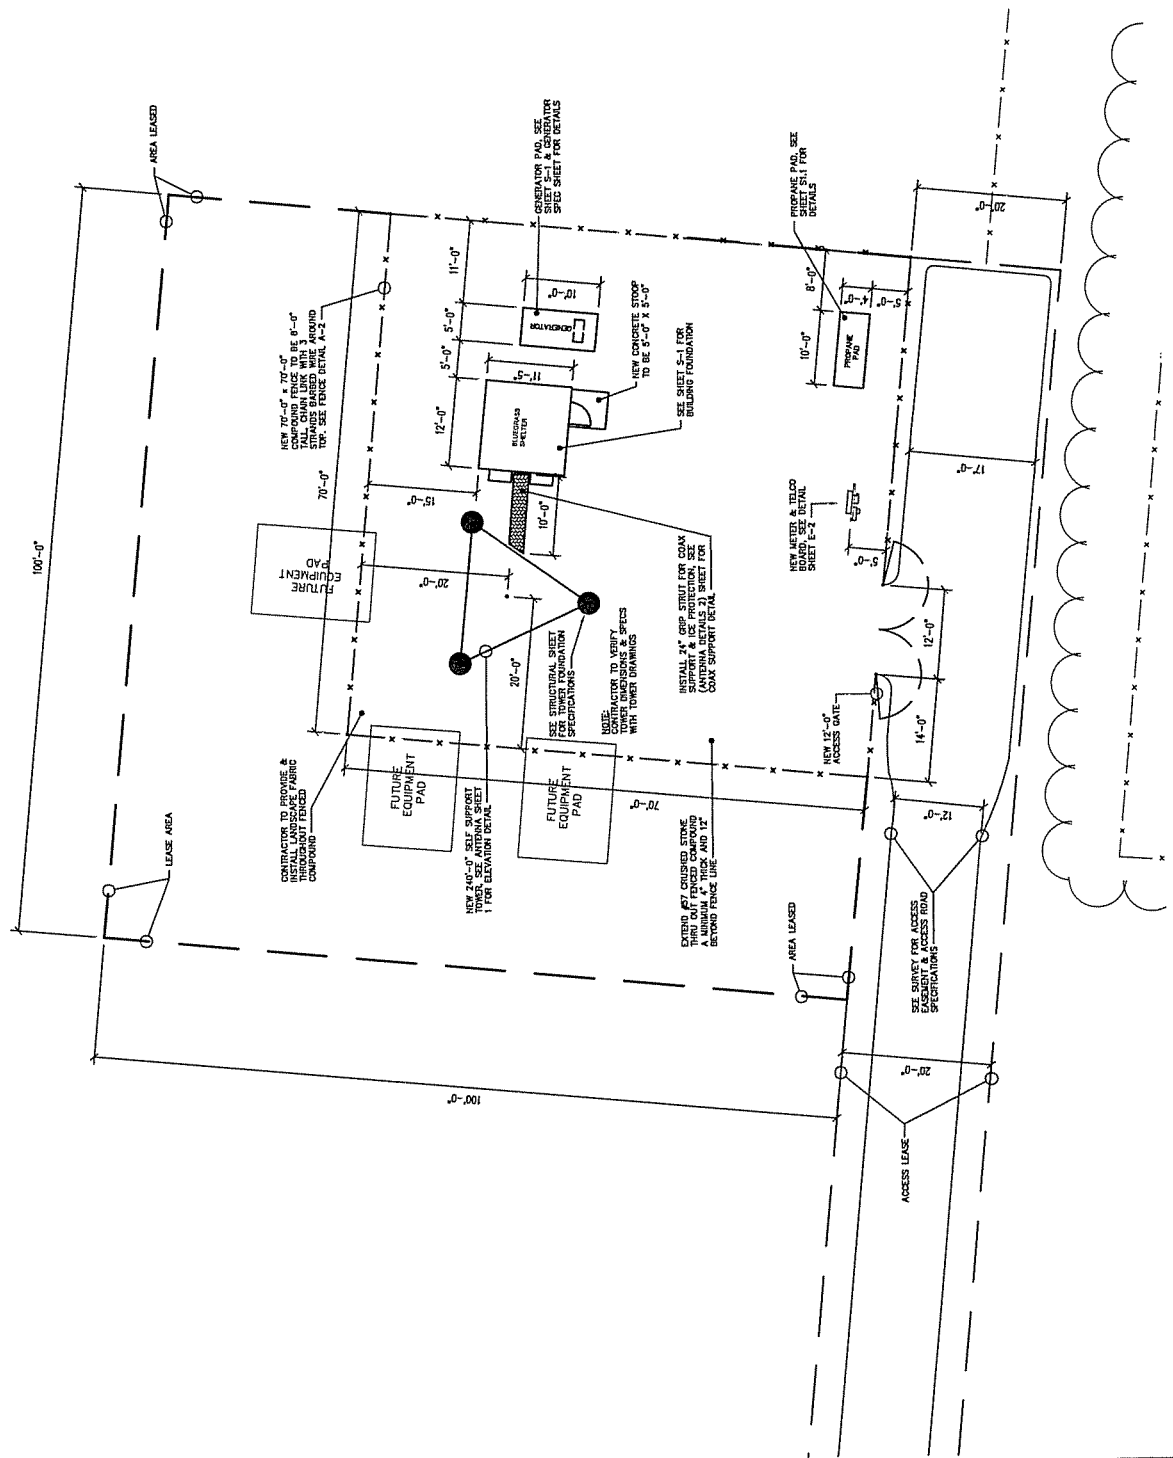 AREA LEASED
100'-0"
GENERATOR PAD, SEE
SHEET S-1 & GENERATOR
SPEC SHEET FOR DETAILS
NEW 70'-0" x 70'-0"
COMPOUND FENCE TO BE 8'-0"
TALL CHAIN LINK WITH 3
STRANDS BARBED WIRE AROUND
TOP. SEE FENCE DETAIL A-2
11'-0"
10'-0"
GENERATOR
5'-0"
5'-0"
NEW CONCRETE STOOP
TO BE 5'-0" X 5'-0"
11'-5"
12'-0"
BLUEGRASS
SHELTER
SEE SHEET S-1 FOR
BUILDING FOUNDATION
70'-0"
15'-0"
10'-0"
FUTURE
EQUIPMENT
PAD
20'-0"
20'-0"
PROPANE PAD, SEE
SHEET S1.1 FOR
DETAILS
8'-0"
4'-0"
5'-0"
10'-0"
PROPANE
PAD
20'-0"
17'-0"
NEW METER & TELCO
BOARD, SEE DETAIL
SHEET E-2
5'-0"
INSTALL 24" GRIP STRUT FOR COAX
SUPPORT & ICE PROTECTION, SEE
(ANTENNA DETAILS 2) SHEET FOR
COAX SUPPORT DETAIL
SEE STRUCTURAL SHEET
FOR TOWER FOUNDATION
SPECIFICATIONS
NOTE:
CONTRACTOR TO VERIFY
TOWER DIMENSIONS & SPECS
WITH TOWER DRAWINGS
12'-0"
14'-0"
NEW 12'-0"
ACCESS GATE
CONTRACTOR TO PROVIDE &
INSTALL LANDSCAPE FABRIC
THROUGHOUT FENCED
COMPOUND
FUTURE
EQUIPMENT
PAD
FUTURE
EQUIPMENT
PAD
70'-0"
12'-0"
LEASE AREA
NEW 240'-0" SELF SUPPORT
TOWER, SEE ANTENNA SHEET
1 FOR ELEVATION DETAIL
EXTEND #57 CRUSHED STONE
THRU OUT FENCED COMPOUND
A MINIMUM 4" THICK AND 12"
BEYOND FENCE LINE
AREA LEASED
SEE SURVEY FOR ACCESS
EASEMENT & ACCESS ROAD
SPECIFICATIONS
100'-0"
20'-0"
ACCESS LEASE